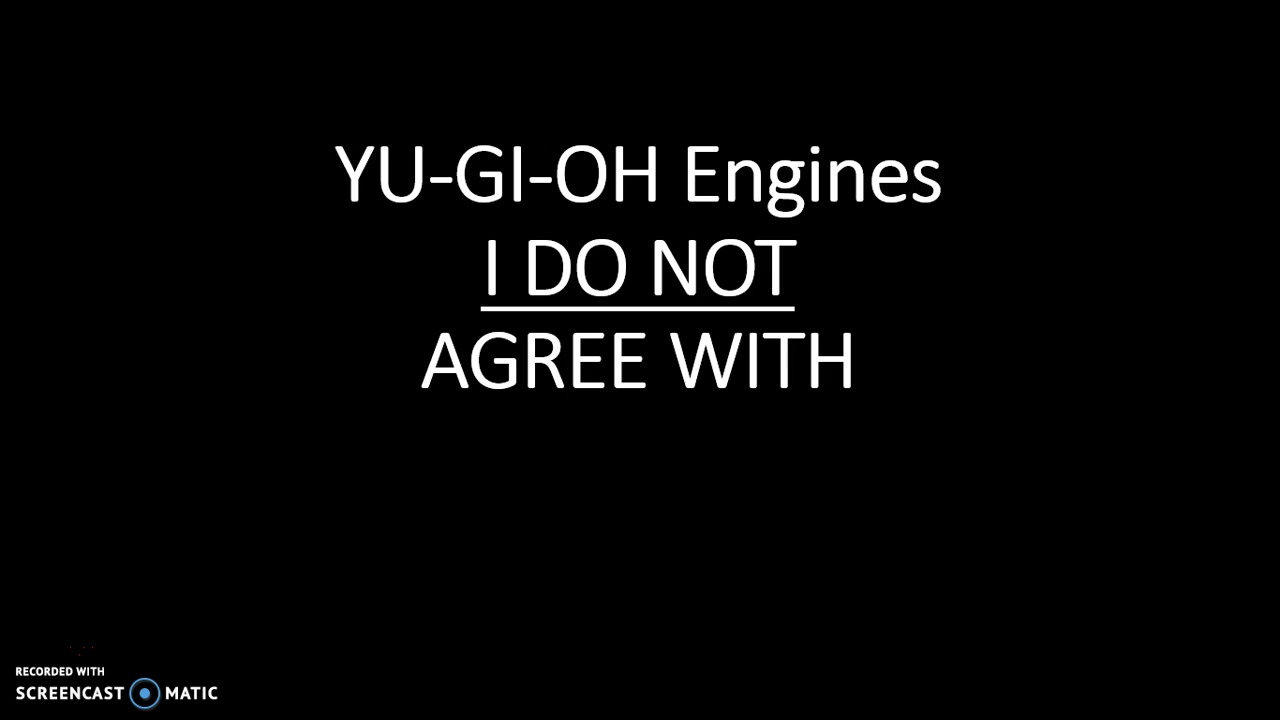 YU-GI-OH Engines
I DO NOT
AGREE WITH
RECORDED WITH
SCREENCAST MATIC